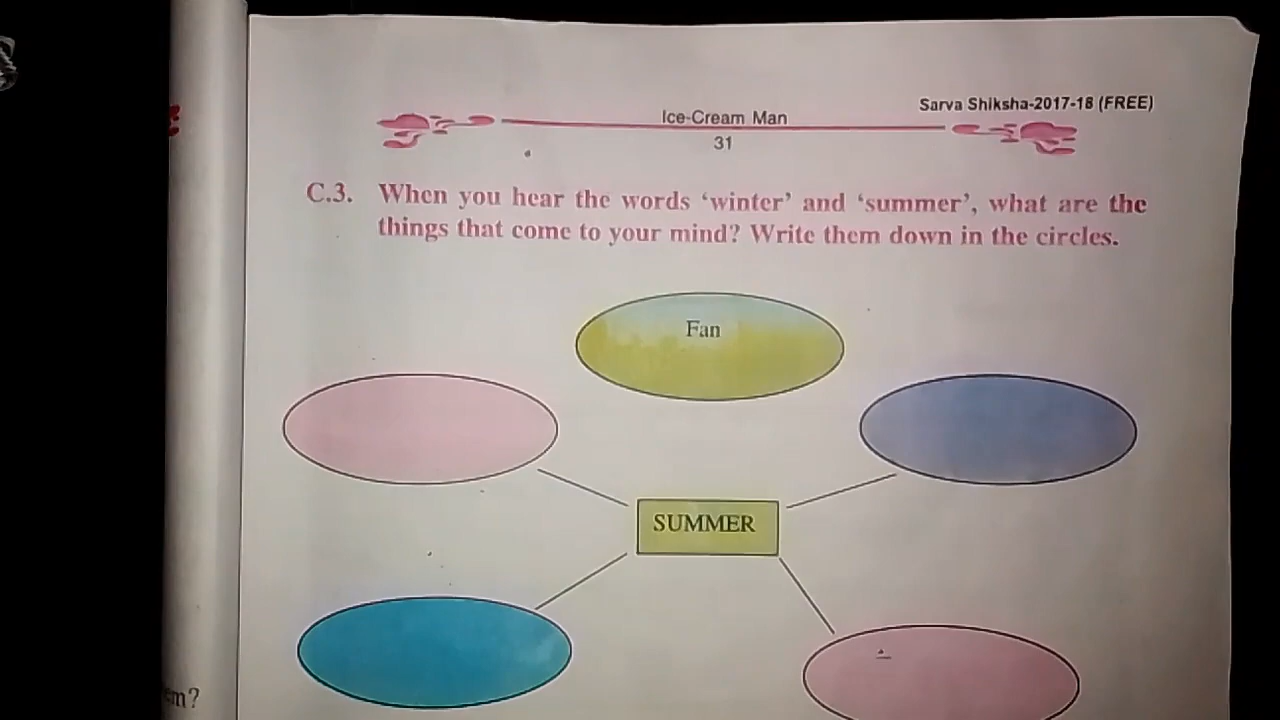 Sarva Shiksha-2017-18 (FREE)
Ice-Cream Man
31
C.3. When you hear the words ‘winter’ and ‘summer’, what are the
things that come to your mind? Write them down in the circles.
Fan
SUMMER